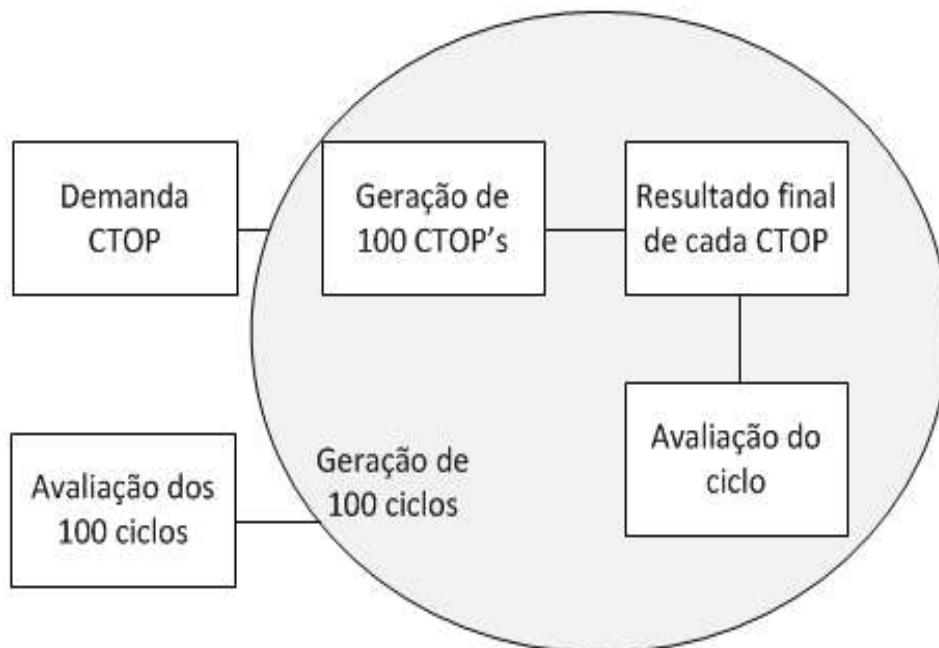 Demanda
CTOP
Geração de
100 CTOP’s
Resultado final
de cada CTOP
Avaliação do
ciclo
Geração de
100 ciclos
Avaliação dos
100 ciclos